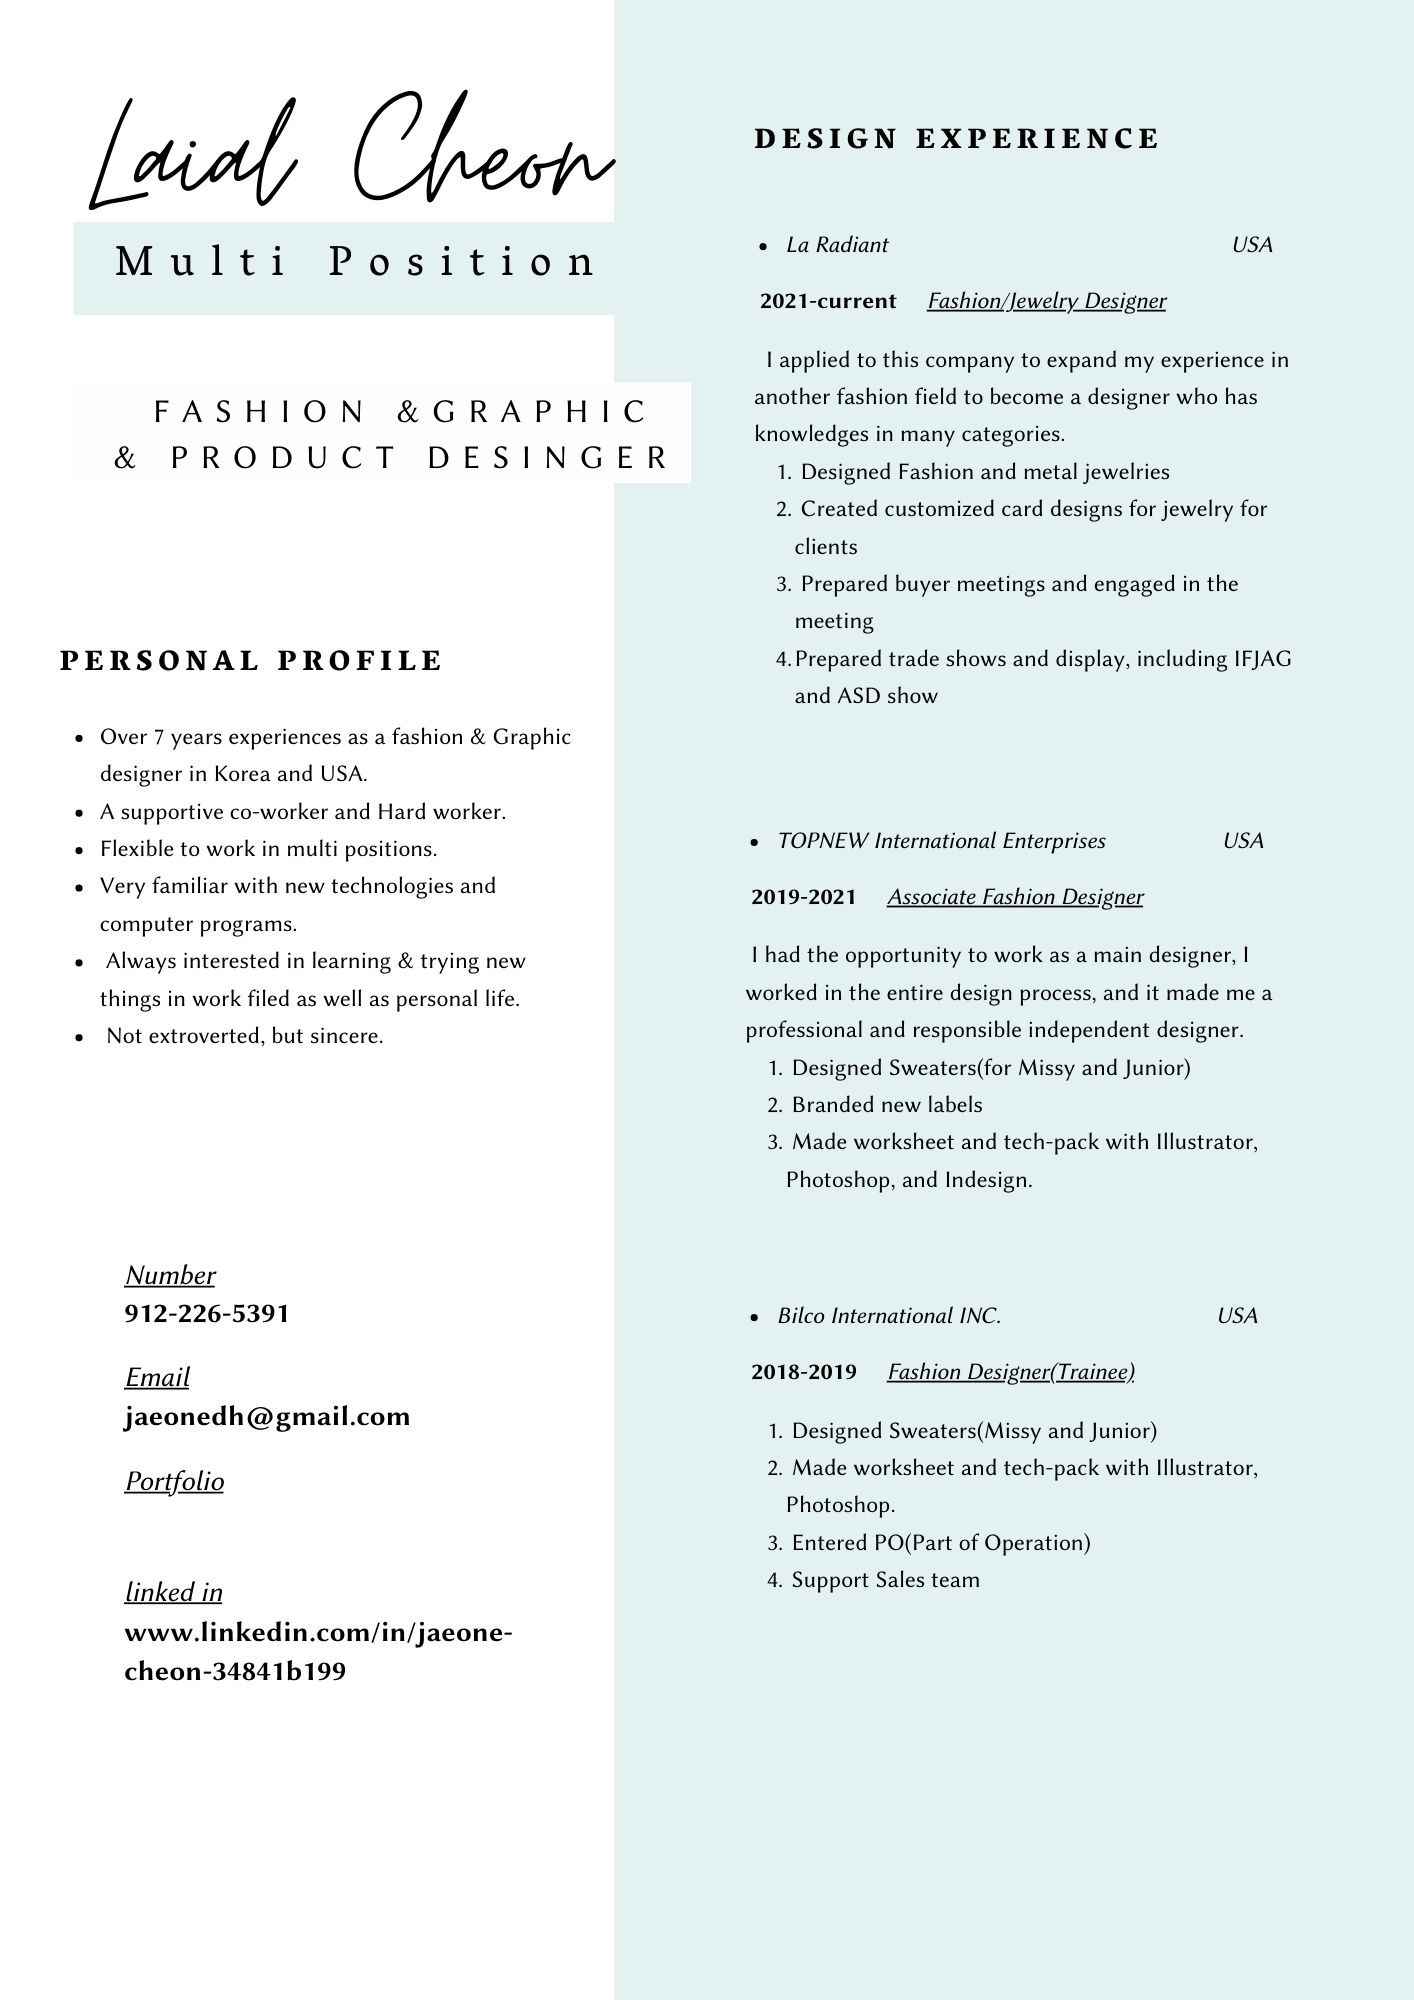 Laial Cheon
Multi Position
FASHION &GRAPHIC
& PRODUCT DESINGER
PERSONAL PROFILE
• Over 7 years experiences as a fashion & Graphic
designer in Korea and USA.
• A supportive co-worker and Hard worker.
• Flexible to work in multi positions.
• Very familiar with new technologies and
computer programs.
• Always interested in learning & trying new
things in work filed as well as personal life.
• Not extroverted, but sincere.
Number
912-226-5391
Email
jaeonedh@gmail.com
Portfolio
linked in
www.linkedin.com/in/jaeone-
cheon-34841b199
DESIGN EXPERIENCE
• La Radiant USA
2021-current Fashion/Jewelry Designer
I applied to this company to expand my experience in
another fashion field to become a designer who has
knowledges in many categories.
1. Designed Fashion and metal jewelries
2. Created customized card designs for jewelry for
clients
3. Prepared buyer meetings and engaged in the
meeting
4.Prepared trade shows and display, including IFJAG
and ASD show
• TOPNEW International Enterprises USA
2019-2021 Associate Fashion Designer
I had the opportunity to work as a main designer, I
worked in the entire design process, and it made me a
professional and responsible independent designer.
1. Designed Sweaters(for Missy and Junior)
2. Branded new labels
3. Made worksheet and tech-pack with Illustrator,
Photoshop, and Indesign.
• Bilco International INC. USA
2018-2019 Fashion Designer(Trainee)
1. Designed Sweaters(Missy and Junior)
2. Made worksheet and tech-pack with Illustrator,
Photoshop.
3. Entered PO(Part of Operation)
4. Support Sales team